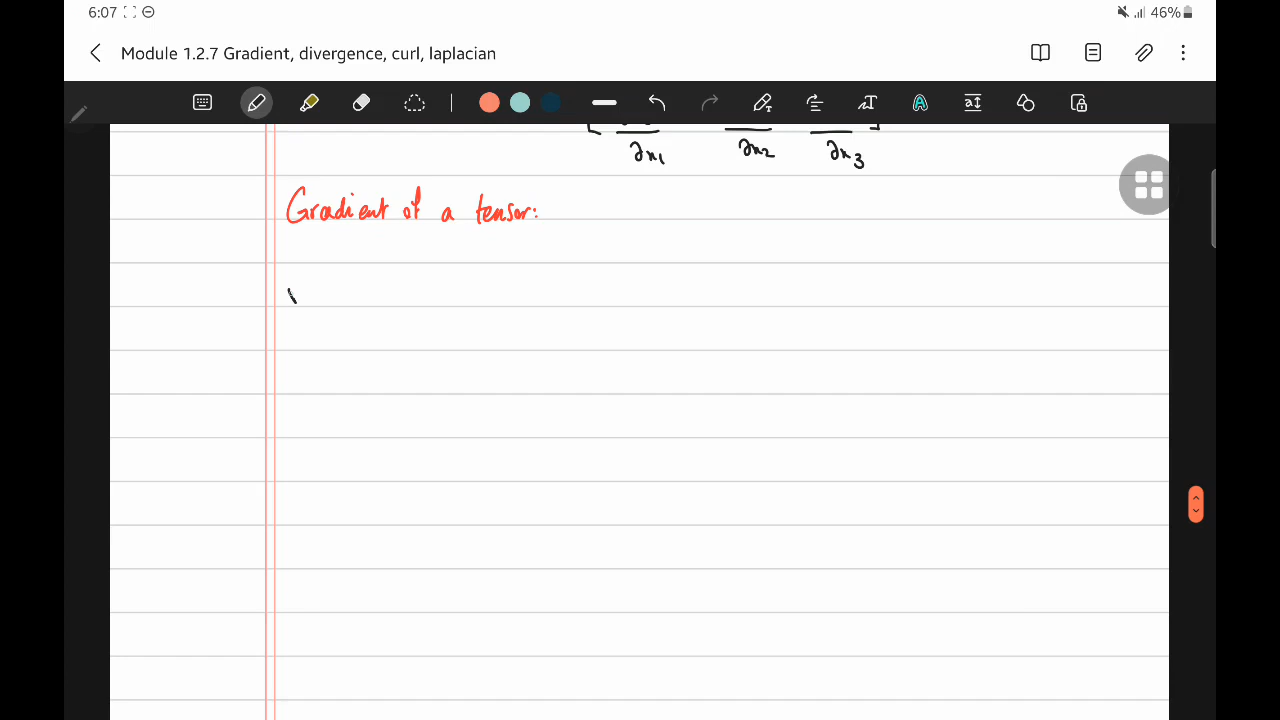 6:07 46%
Module 1.2.7 Gradient, divergence, curl, laplacian
∂x₁ ∂x₂ ∂x₃
Gradient of a tensor: